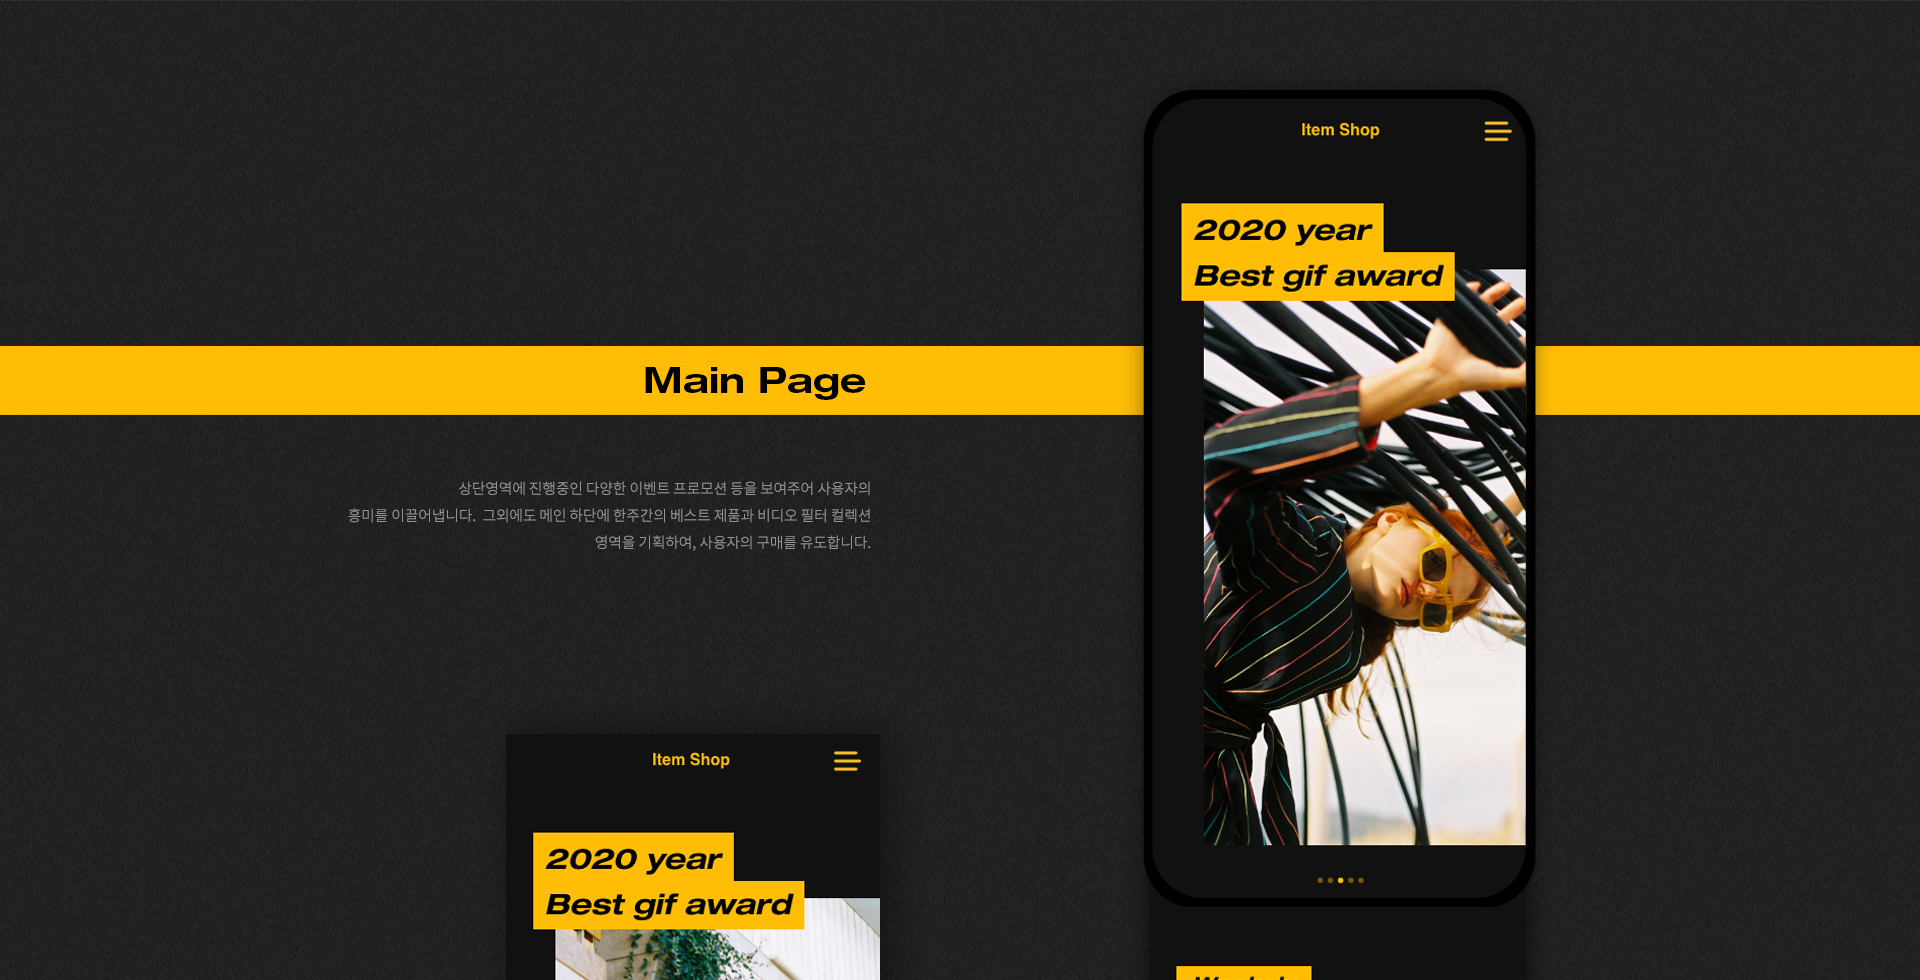 Item Shop
2020 year
Best gif award
Main Page
상단영역에 진행중인 다양한 이벤트 프로모션 등을 보여주어 사용자의
흥미를 이끌어냅니다. 그외에도 메인 하단에 한주간의 베스트 제품과 비디오 필터 컬렉션
영역을 기획하여, 사용자의 구매를 유도합니다.
Item Shop
2020 year
Best gif award